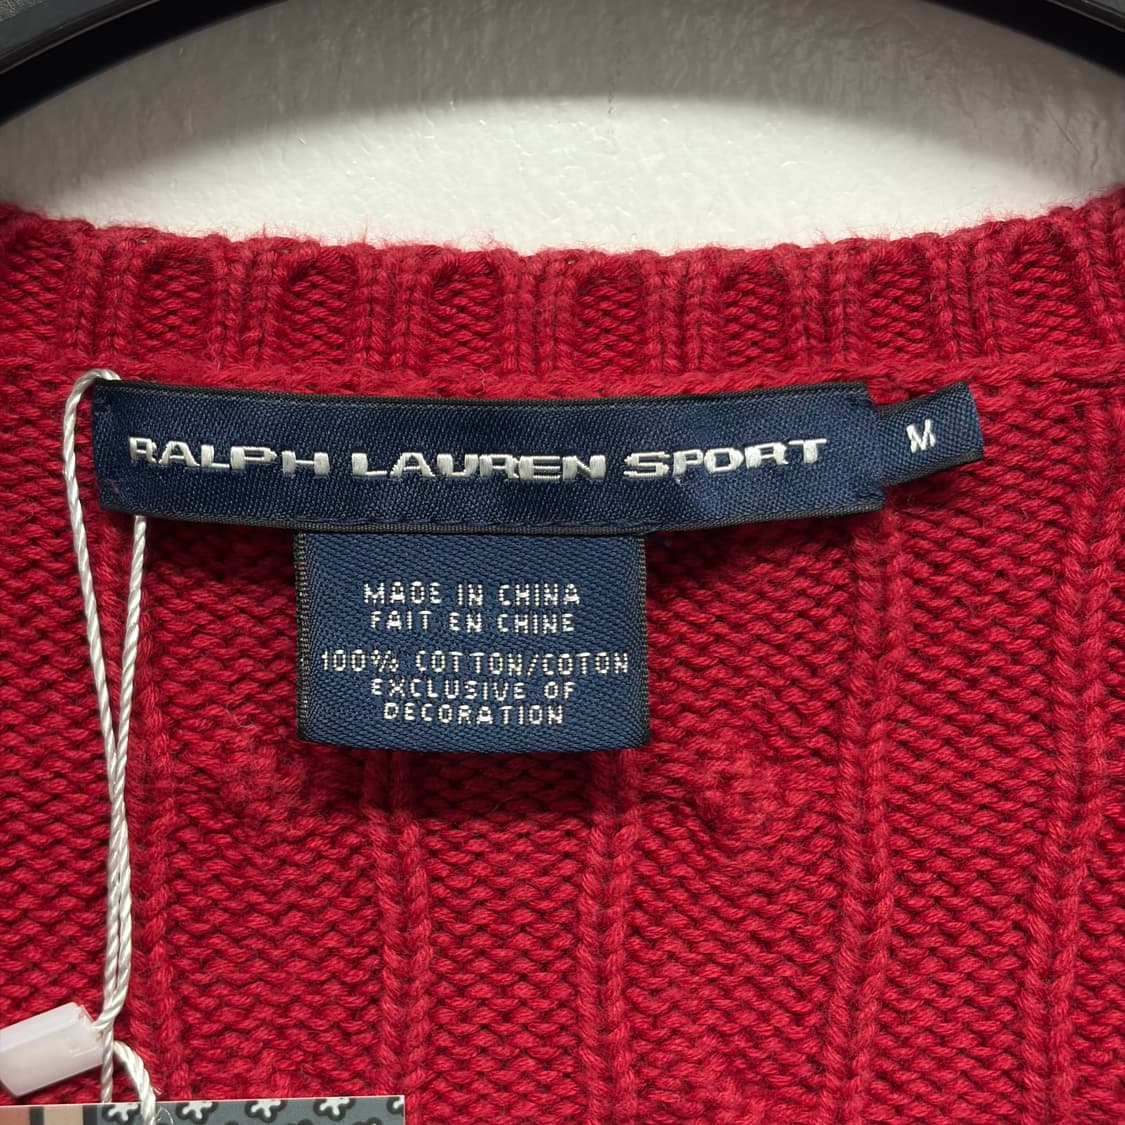 RALPH LAUREN SPORT
M
MADE IN CHINA
FAIT EN CHINE
100% COTTON/COTON
EXCLUSIVE OF
DECORATION